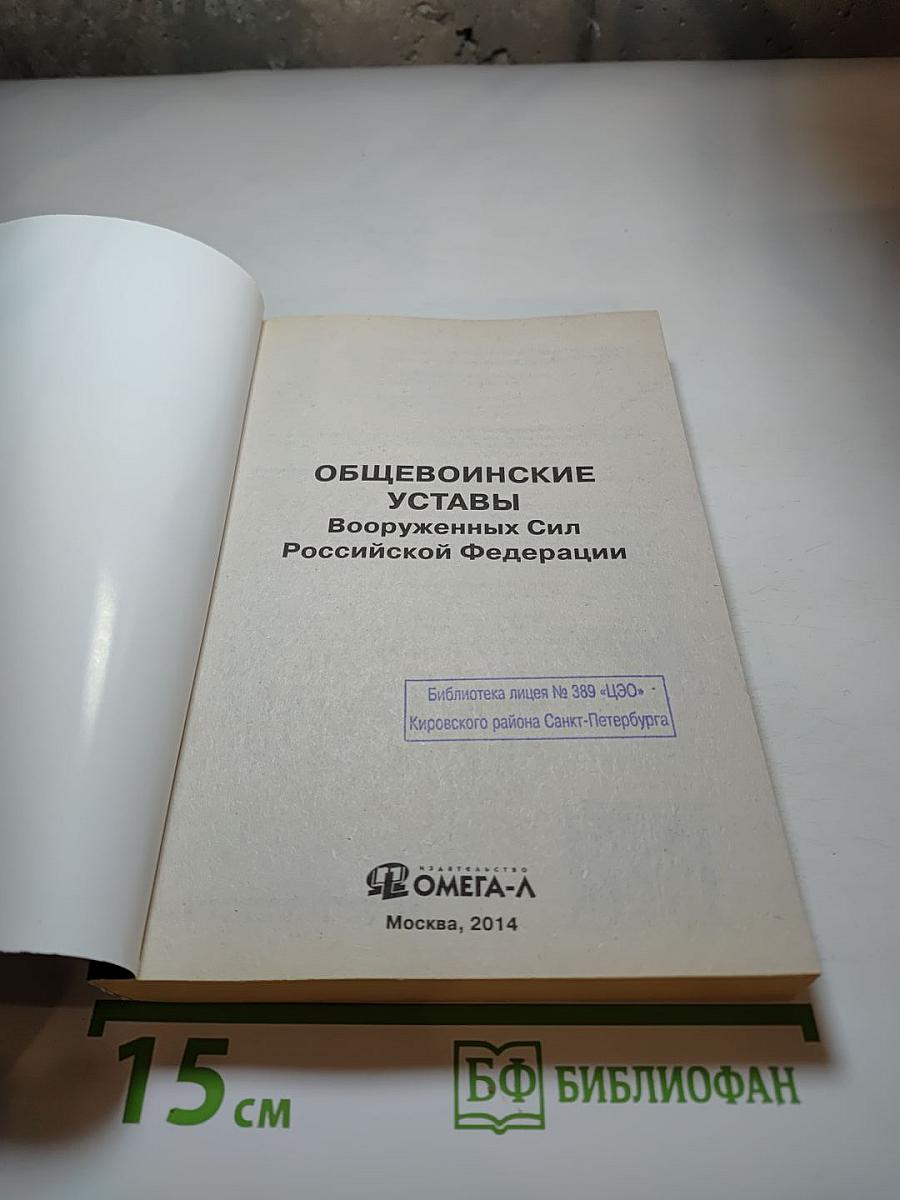 ОБЩЕВОИНСКИЕ
УСТАВЫ
Вооруженных Сил
Российской Федерации
Библиотека лицея № 389 «ЦЭО»
Кировского района Санкт-Петербурга
ИЗДАТЕЛЬСТВО
ОМЕГА-Л
Москва, 2014
15 см
БФ БИБЛИОФАН